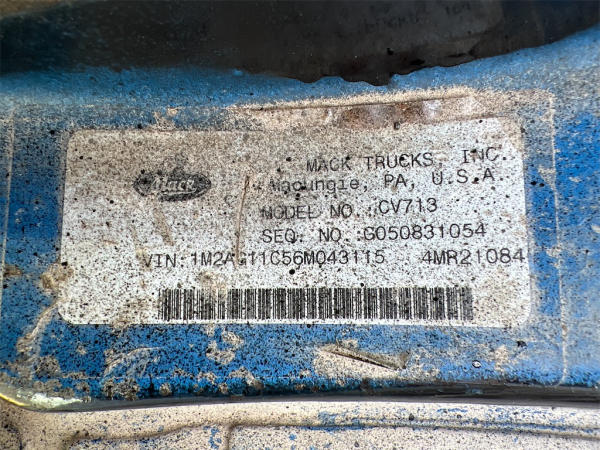 Mack
MACK TRUCKS, INC.
Macungie, PA, U.S.A
MODEL NO.:CV713
SEQ. NO.:G050831054
VIN:1M2AG11C56M043115 4MR21084